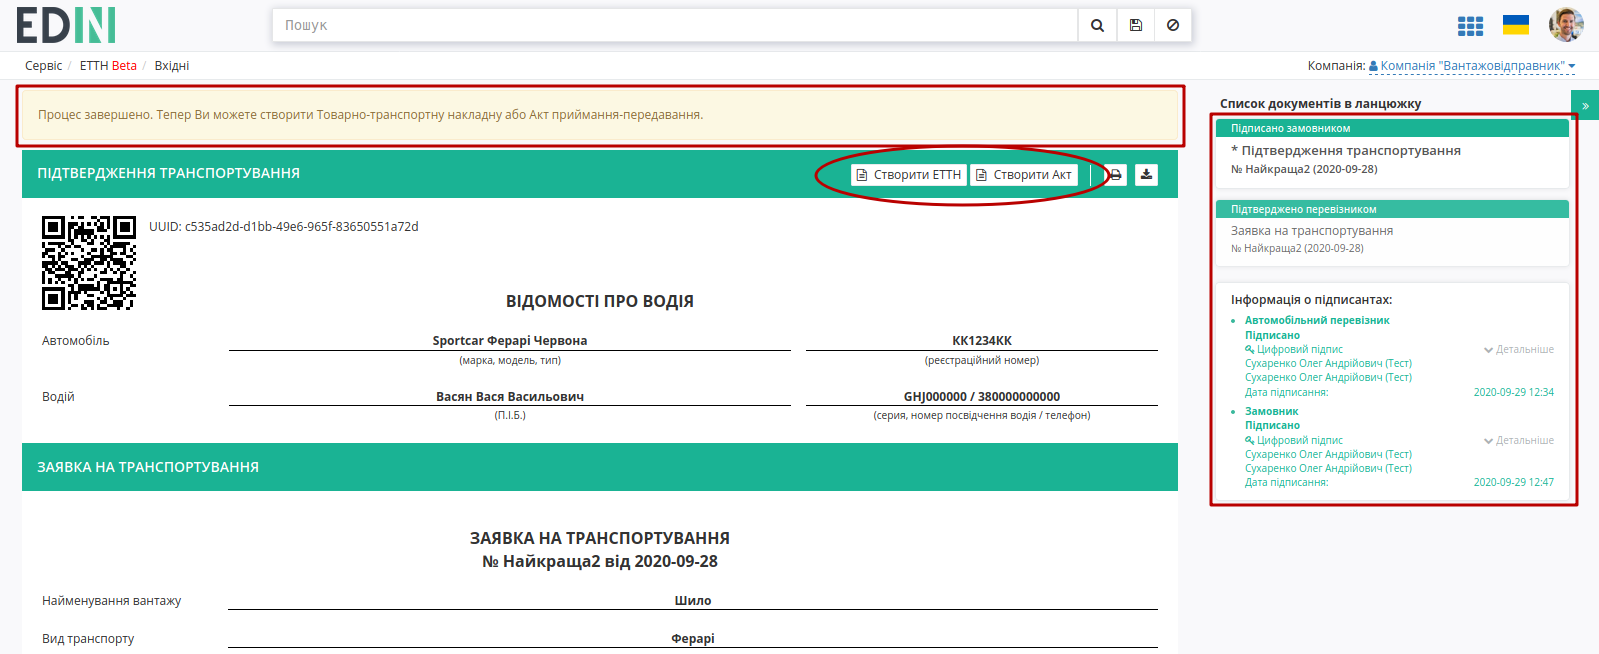 EDIN
Пошук
Сервіс / ЕТТН Beta / Вхідні
Компанія: Компанія "Вантажовідправник"
Процес завершено. Тепер Ви можете створити Товарно-транспортну накладну або Акт приймання-передавання.
ПІДТВЕРДЖЕННЯ ТРАНСПОРТУВАННЯ
Створити ЕТТН
Створити Акт
UUID: c535ad2d-d1bb-49e6-965f-83650551a72d
ВІДОМОСТІ ПРО ВОДІЯ
Автомобіль
Sportcar Ферарі Червона
КК1234КК
(марка, модель, тип)
(реєстраційний номер)
Водій
Васян Вася Васильович
GHJ000000 / 380000000000
(П.І.Б.)
(серия, номер посвідчення водія / телефон)
ЗАЯВКА НА ТРАНСПОРТУВАННЯ
ЗАЯВКА НА ТРАНСПОРТУВАННЯ
№ Найкраща2 від 2020-09-28
Найменування вантажу
Шило
Вид транспорту
Ферарі
Список документів в ланцюжку
»
Підписано замовником
* Підтвердження транспортування
№ Найкраща2 (2020-09-28)
Підтверджено перевізником
Заявка на транспортування
№ Найкраща2 (2020-09-28)
Інформація о підписантах:
Автомобільний перевізник
Підписано
Цифровий підпис
Детальніше
Сухаренко Олег Андрійович (Тест)
Сухаренко Олег Андрійович (Тест)
Дата підписання:
2020-09-29 12:34
Замовник
Підписано
Цифровий підпис
Детальніше
Сухаренко Олег Андрійович (Тест)
Сухаренко Олег Андрійович (Тест)
Дата підписання:
2020-09-29 12:47